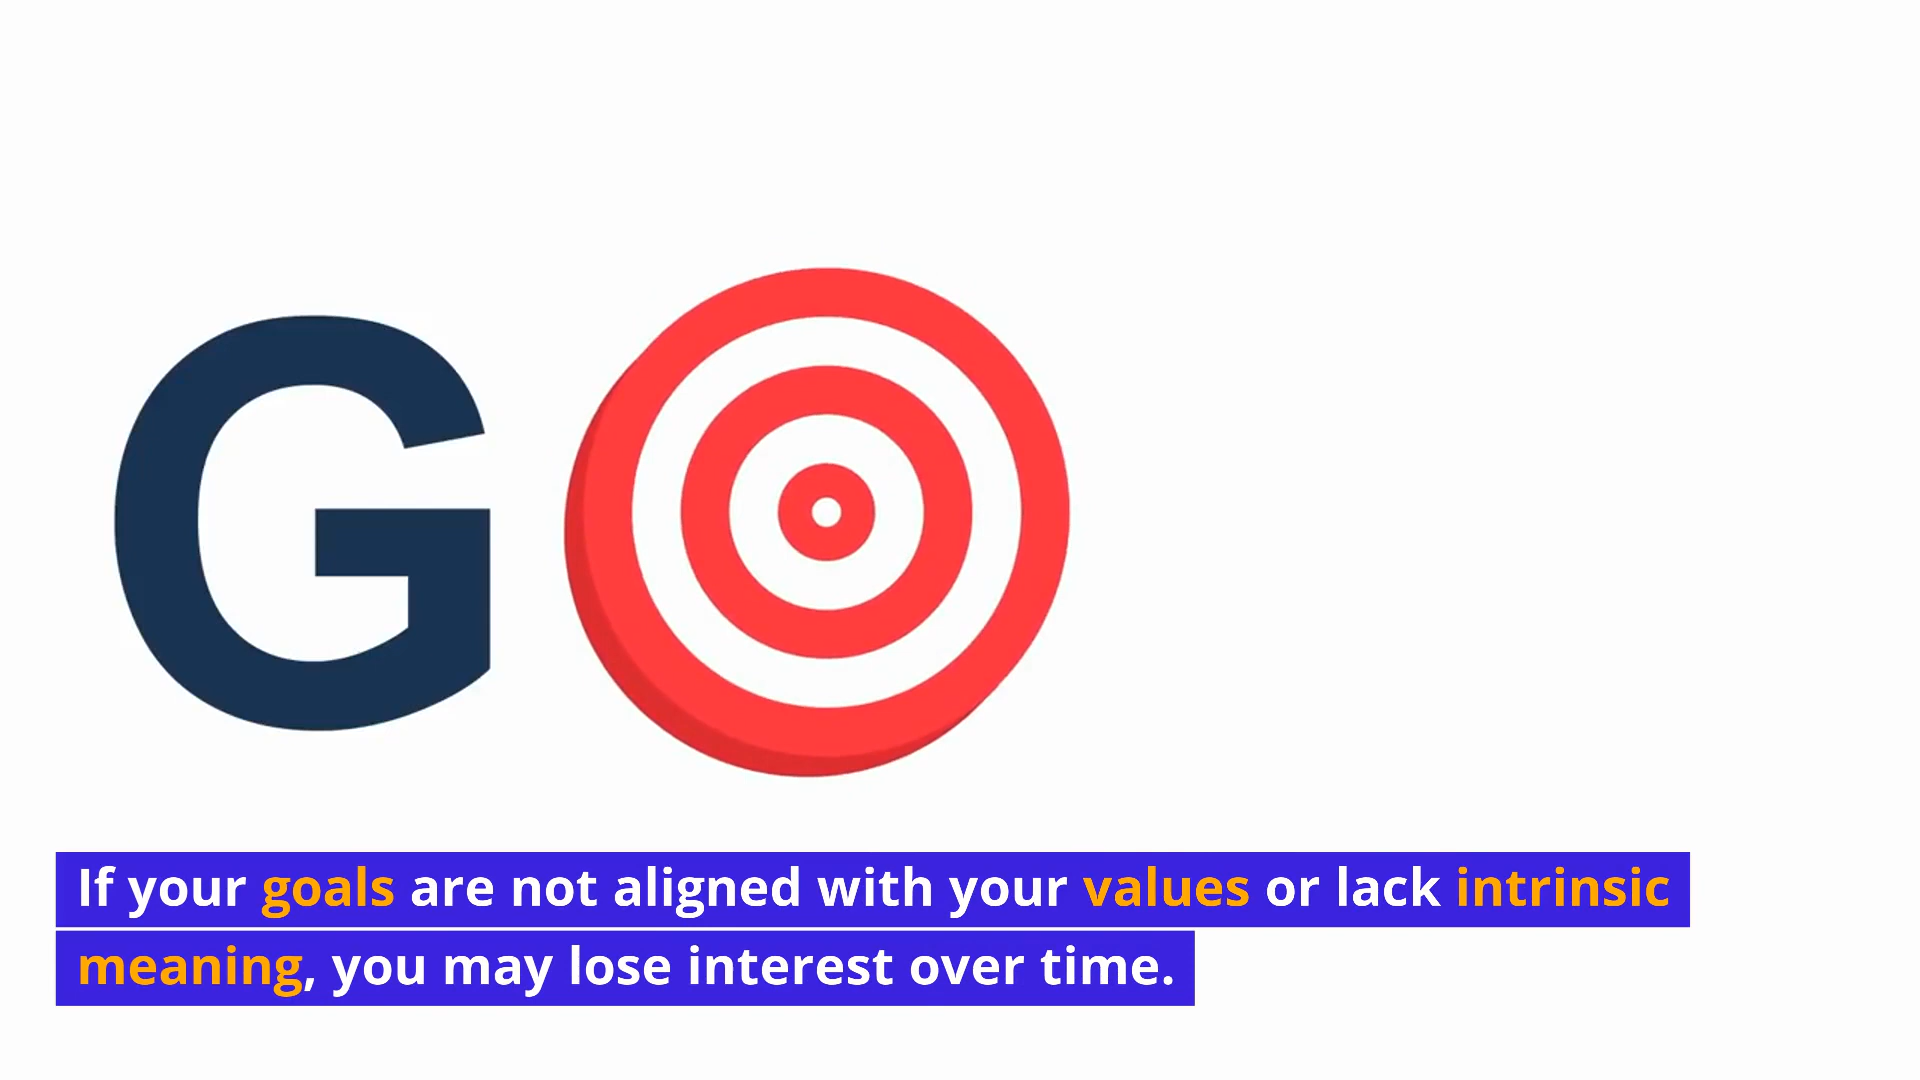 GO
If your goals are not aligned with your values or lack intrinsic
meaning, you may lose interest over time.